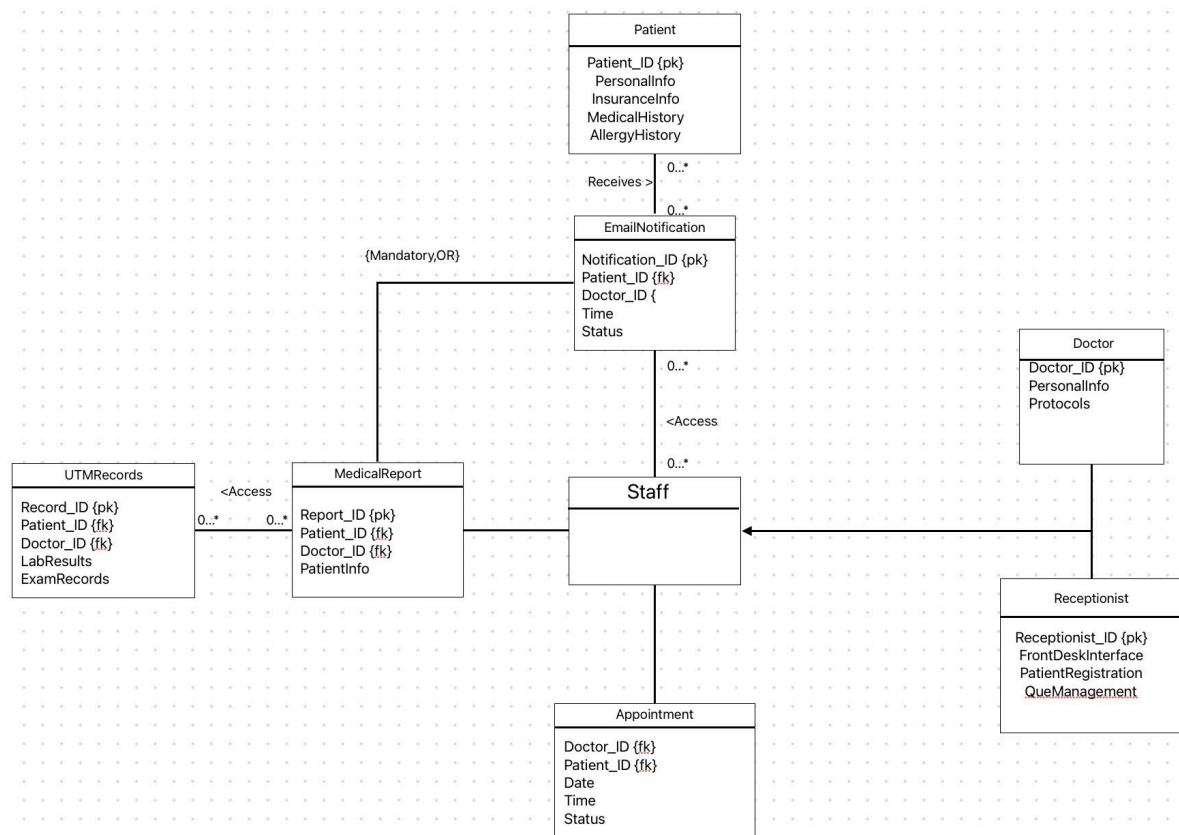 Patient
Patient_ID {pk}
PersonalInfo
InsuranceInfo
MedicalHistory
AllergyHistory
0...*
Receives >
0...*
EmailNotification
Notification_ID {pk}
Patient_ID {fk}
Doctor_ID {
Time
Status
{Mandatory,OR}
0...*
<Access
0...*
Doctor
Doctor_ID {pk}
PersonalInfo
Protocols
UTMRecords
Record_ID {pk}
Patient_ID {fk}
Doctor_ID {fk}
LabResults
ExamRecords
<Access
0...*
0...*
MedicalReport
Report_ID {pk}
Patient_ID {fk}
Doctor_ID {fk}
PatientInfo
Staff
Receptionist
Receptionist_ID {pk}
FrontDeskInterface
PatientRegistration
QueManagement
Appointment
Doctor_ID {fk}
Patient_ID {fk}
Date
Time
Status